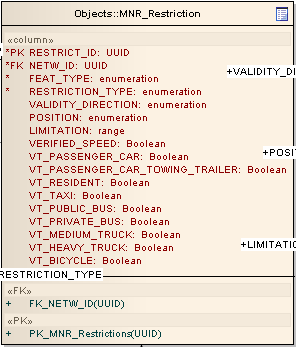 Objects::MNR_Restriction
«column»
*PK RESTRICT_ID: UUID
*FK NETW_ID: UUID
* FEAT_TYPE: enumeration
* RESTRICTION_TYPE: enumeration
VALIDITY_DIRECTION: enumeration
+VALIDITY_DI
POSITION: enumeration
LIMITATION: range
VERIFIED_SPEED: Boolean
VT_PASSENGER_CAR: Boolean
+POSIT
VT_PASSENGER_CAR_TOWING_TRAILER: Boolean
VT_RESIDENT: Boolean
VT_TAXI: Boolean
VT_PUBLIC_BUS: Boolean
VT_PRIVATE_BUS: Boolean
VT_MEDIUM_TRUCK: Boolean
VT_HEAVY_TRUCK: Boolean
+LIMITATIO
VT_BICYCLE: Boolean
RESTRICTION_TYPE
«FK»
+ FK_NETW_ID(UUID)
«PK»
+ PK_MNR_Restrictions(UUID)